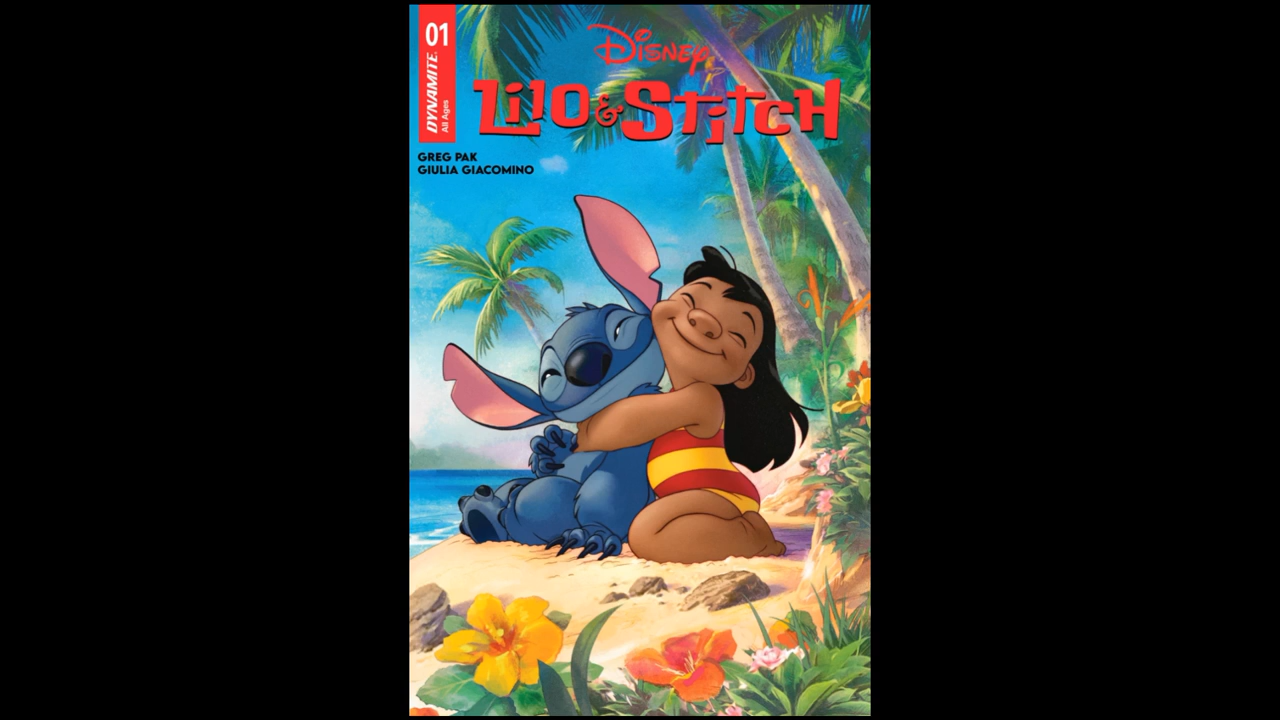 01
DYNAMITE
All Ages
DISNEY
LILO & STITCH
GREG PAK
GIULIA GIACOMINO